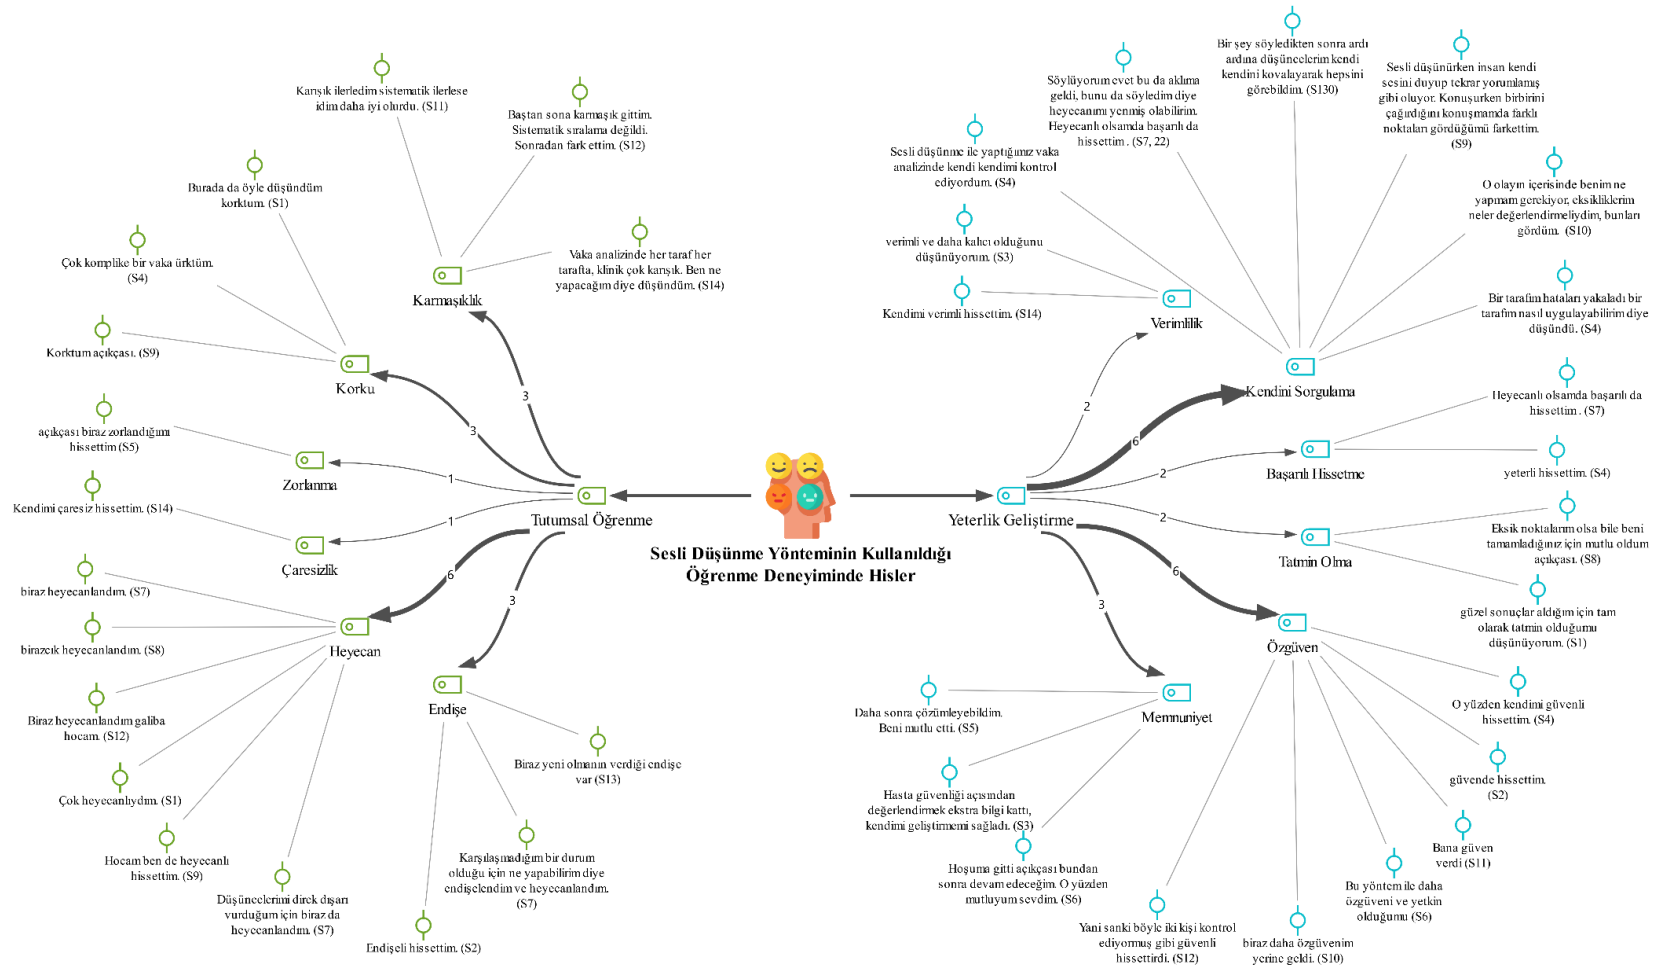 Sesli Düşünme Yönteminin Kullanıldığı
Öğrenme Deneyiminde Hisler
Tutumsal Öğrenme
3
Karmaşıklık
Karışık ilerledim sistematik ilerlese
idim daha iyi olurdu. (S11)
Baştan sona karmaşık gittim.
Sistematik sıralama değildi.
Sonradan fark ettim. (S12)
Vaka analizinde her taraf her
tarafta, klinik çok karışık. Ben ne
yapacağım diye düşündüm. (S14)
3
Korku
Burada da öyle düşündüm
korktum. (S1)
Çok komplike bir vaka ürktüm.
(S4)
Korktum açıkçası. (S9)
1
Zorlanma
açıkçası biraz zorlandığımı
hissettim (S5)
1
Çaresizlik
Kendimi çaresiz hissettim. (S14)
6
Heyecan
biraz heyecanlandım. (S7)
birazcık heyecanlandım. (S8)
Biraz heyecanlandım galiba
hocam. (S12)
Çok heyecanlıydım. (S1)
Hocam ben de heyecanlı
hissettim. (S9)
Düşüncelerimi direk dışarı
vurduğum için biraz da
heyecanlandım. (S7)
3
Endişe
Biraz yeni olmanın verdiği endişe
var (S13)
Karşılaşmadığım bir durum
olduğu için ne yapabilirim diye
endişelendim ve heyecanlandım.
(S7)
Endişeli hissettim. (S2)
Yeterlik Geliştirme
2
Verimlilik
verimli ve daha kalıcı olduğunu
düşünüyorum. (S3)
Kendimi verimli hissettim. (S14)
6
Kendini Sorgulama
Sesli düşünme ile yaptığımız vaka
analizinde kendi kendimi kontrol
ediyordum. (S4)
Söylüyorum evet bu da aklıma
geldi, bunu da söyledim diye
heyecanımı yenmiş olabilirim.
Heyecanlı olsamda başarılı da
hissettim . (S7, 22)
Bir şey söyledikten sonra ardı
ardına düşüncelerim kendi
kendini kovalayarak hepsini
görebildim. (S130)
Sesli düşünürken insan kendi
sesini duyup tekrar yorumlamış
gibi oluyor. Konuşurken birbirini
çağırdığını konuşmamda farklı
noktaları gördüğümü farkettim.
(S9)
O olayın içerisinde benim ne
yapmam gerekiyor, eksikliklerim
neler değerlendirmeliydim, bunları
gördüm. (S10)
Bir tarafım hataları yakaladı bir
tarafım nasıl uygulayabilirim diye
düşündü. (S4)
2
Başarılı Hissetme
Heyecanlı olsamda başarılı da
hissettim . (S7)
yeterli hissettim. (S4)
2
Tatmin Olma
Eksik noktalarım olsa bile beni
tamamladığınız için mutlu oldum
açıkçası. (S8)
güzel sonuçlar aldığım için tam
olarak tatmin olduğumu
düşünüyorum. (S1)
6
Özgüven
O yüzden kendimi güvenli
hissettim. (S4)
güvende hissettim.
(S2)
Bana güven
verdi (S11)
Bu yöntem ile daha
özgüveni ve yetkin
olduğumu (S6)
biraz daha özgüvenim
yerine geldi. (S10)
Yani sanki böyle iki kişi kontrol
ediyormuş gibi güvenli
hissettirdi. (S12)
3
Memnuniyet
Daha sonra çözümleyebildim.
Beni mutlu etti. (S5)
Hasta güvenliği açısından
değerlendirmek ekstra bilgi kattı,
kendimi geliştirmemi sağladı. (S3)
Hoşuma gitti açıkçası bundan
sonra devam edeceğim. O yüzden
mutluyum sevdim. (S6)